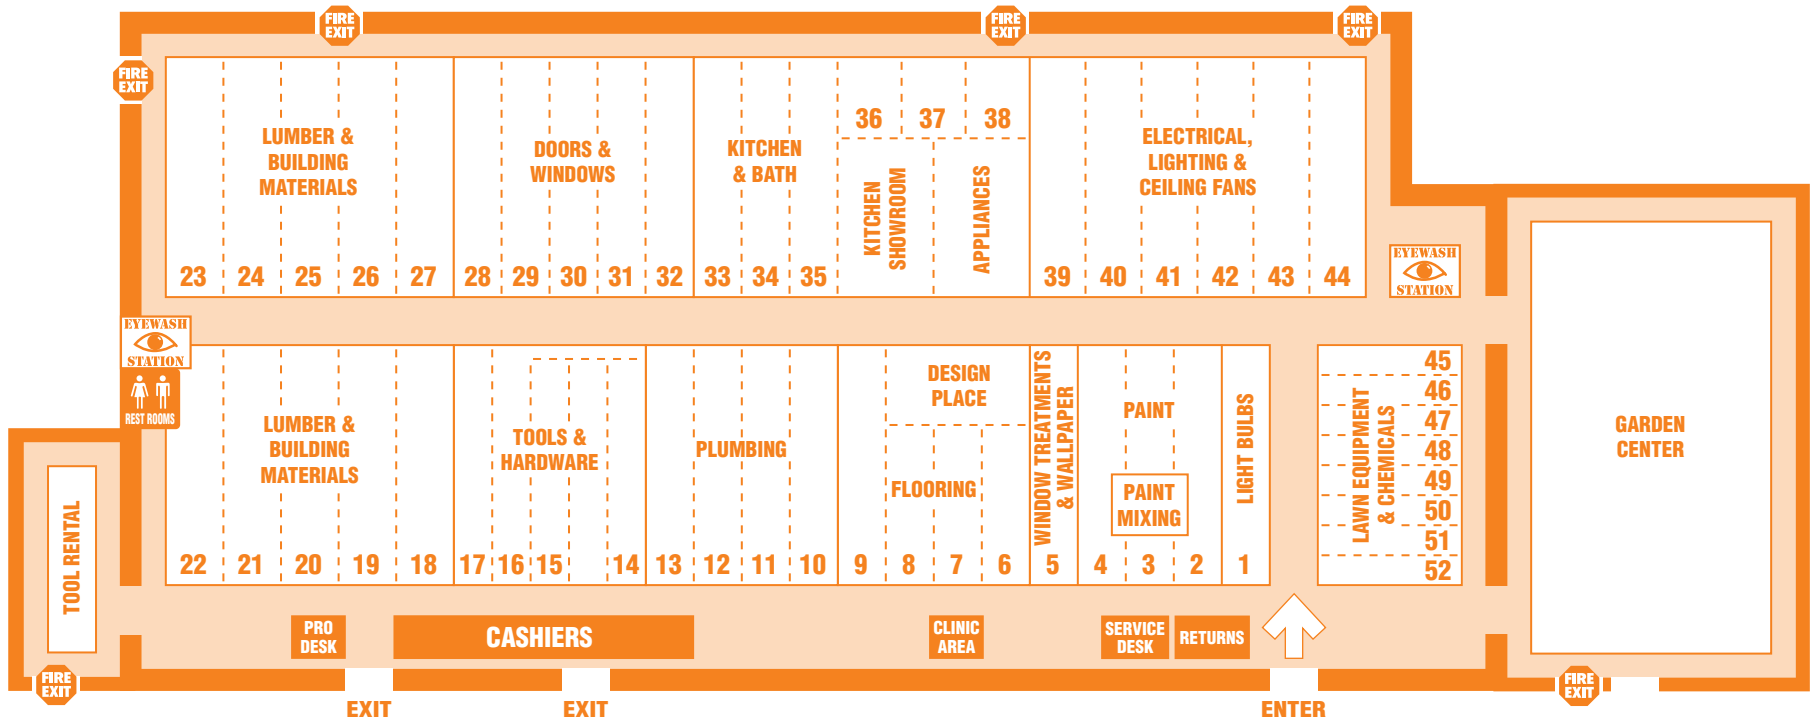 FIRE
EXIT
FIRE
EXIT
FIRE
EXIT
FIRE
EXIT
LUMBER &
BUILDING
MATERIALS
DOORS &
WINDOWS
KITCHEN
& BATH
36 37 38
KITCHEN
SHOWROOM
APPLIANCES
ELECTRICAL,
LIGHTING &
CEILING FANS
23 24 25 26 27 28 29 30 31 32 33 34 35 39 40 41 42 43 44
EYEWASH
STATION
EYEWASH
STATION
REST ROOMS
LUMBER &
BUILDING
MATERIALS
TOOLS &
HARDWARE
PLUMBING
DESIGN
PLACE
FLOORING
WINDOW TREATMENTS
& WALLPAPER
PAINT
PAINT
MIXING
LIGHT BULBS
LAWN EQUIPMENT
& CHEMICALS
45
46
47
48
49
50
51
52
GARDEN
CENTER
22 21 20 19 18 17 16 15 14 13 12 11 10 9 8 7 6 5 4 3 2 1
TOOL RENTAL
PRO
DESK
CASHIERS
CLINIC
AREA
SERVICE
DESK
RETURNS
FIRE
EXIT
FIRE
EXIT
EXIT
EXIT
ENTER